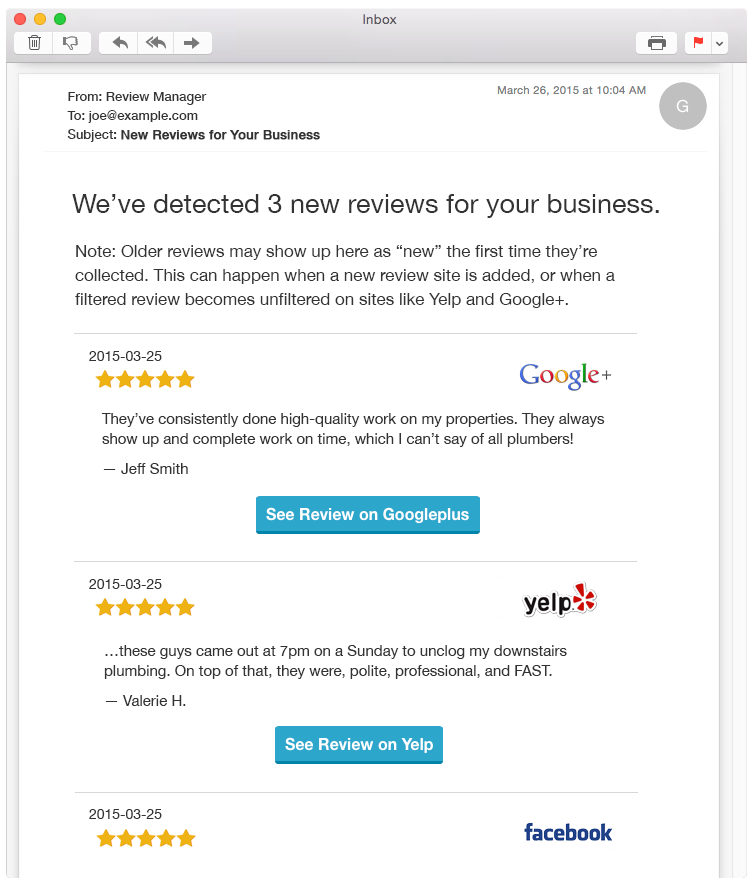 Inbox
March 26, 2015 at 10:04 AM
G
From: Review Manager
To: joe@example.com
Subject: New Reviews for Your Business
We’ve detected 3 new reviews for your business.
Note: Older reviews may show up here as “new” the first time they’re
collected. This can happen when a new review site is added, or when a
filtered review becomes unfiltered on sites like Yelp and Google+.
2015-03-25
Google+
They’ve consistently done high-quality work on my properties. They always
show up and complete work on time, which I can’t say of all plumbers!
— Jeff Smith
See Review on Googleplus
2015-03-25
yelp
…these guys came out at 7pm on a Sunday to unclog my downstairs
plumbing. On top of that, they were, polite, professional, and FAST.
— Valerie H.
See Review on Yelp
2015-03-25
facebook